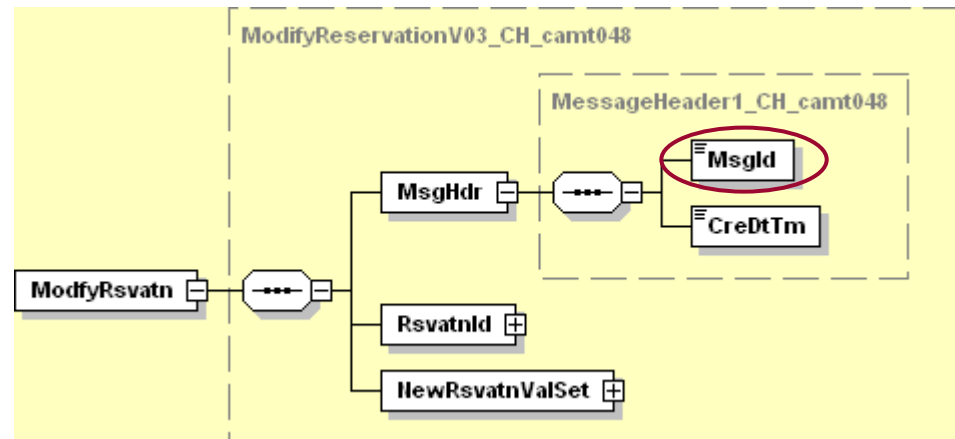 ModifyReservationV03_CH_camt048
MessageHeader1_CH_camt048
MsgId
MsgHdr
CreDtTm
ModfyRsvatn
RsvatnId
NewRsvatnValSet